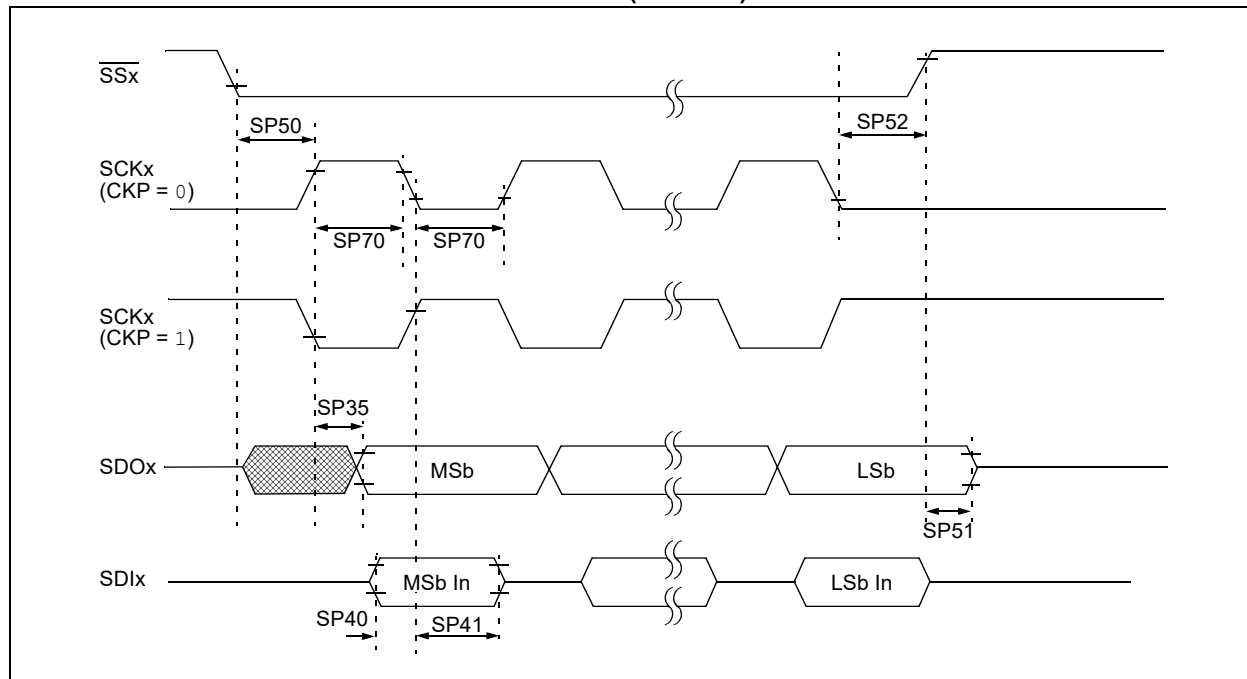 SSx
SP50
SP52
SCKx
(CKP = 0)
SP70
SP70
SCKx
(CKP = 1)
SP35
SDOx
MSb
LSb
SP51
SDIx
MSb In
LSb In
SP40
SP41